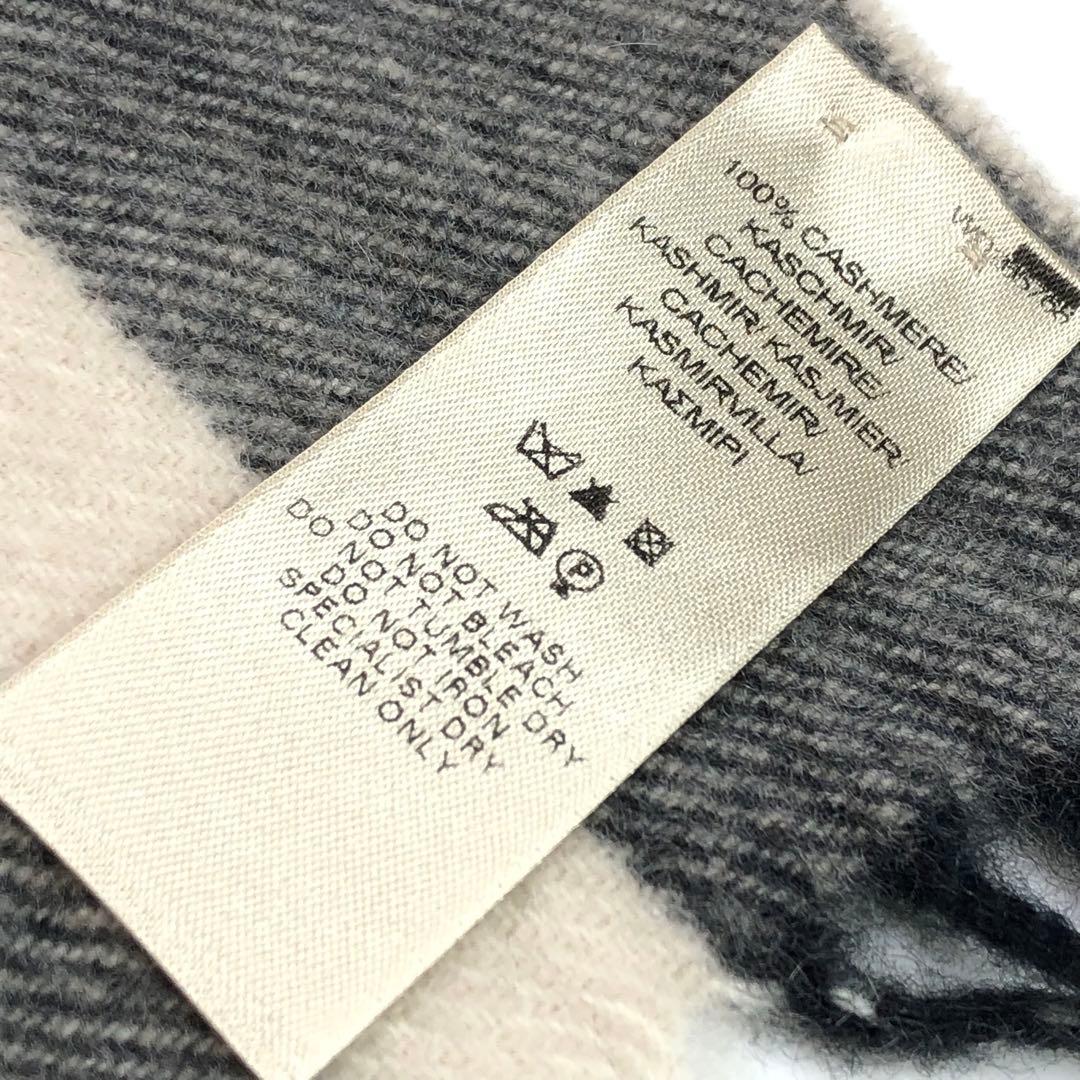 100% CASHMERE/
KASCHMIR/
CACHEMIRE/
KASHMIR/ KASJMIER
CACHEMIR/
KASMIRVILLA/
ΚΑΣΜΙΡΙ
P
DO NOT WASH
DO NOT BLEACH
DO NOT TUMBLE DRY
DO NOT IRON
SPECIALIST DRY
CLEAN ONLY